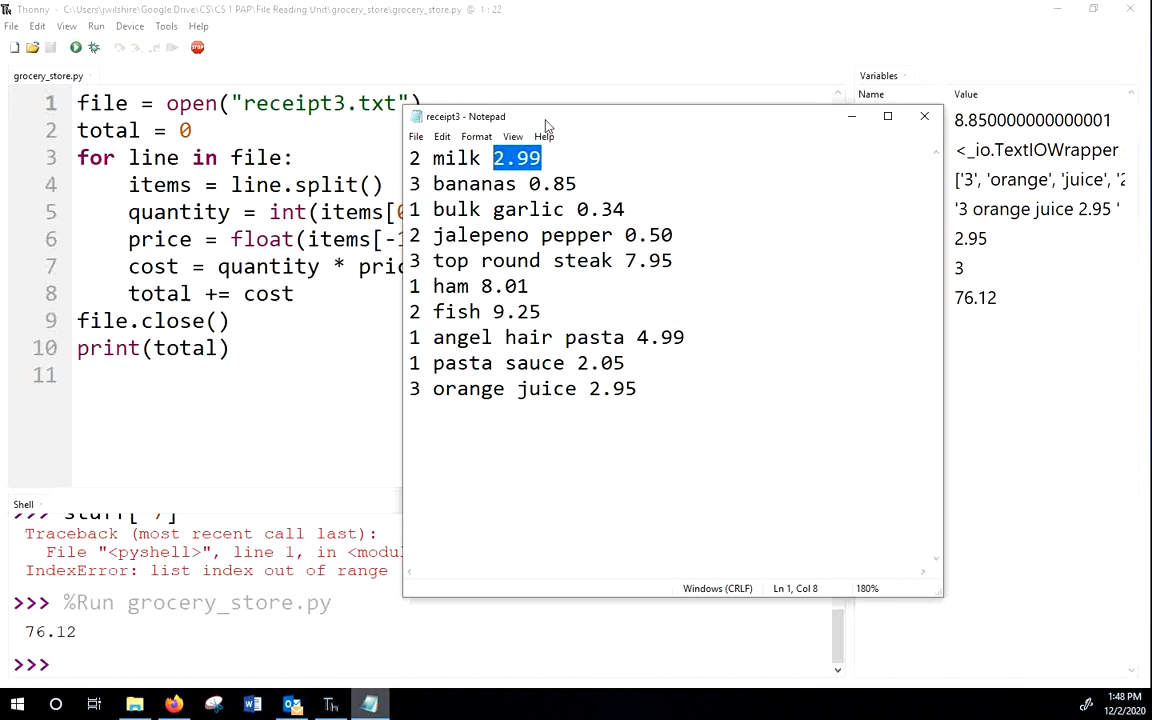 Thonny - C:\Users\jwilshire\Google Drive\CS\CS 1 PAP\File Reading Unit\grocery_store\grocery_store.py @ 1 : 22
File Edit View Run Device Tools Help
STOP
grocery_store.py
1 file = open("receipt3.txt")
2 total = 0
3 for line in file:
4 items = line.split()
5 quantity = int(items[0
6 price = float(items[-1
7 cost = quantity * pric
8 total += cost
9 file.close()
10 print(total)
11
receipt3 - Notepad
File Edit Format View Help
2 milk 2.99
3 bananas 0.85
1 bulk garlic 0.34
2 jalepeno pepper 0.50
3 top round steak 7.95
1 ham 8.01
2 fish 9.25
1 angel hair pasta 4.99
1 pasta sauce 2.05
3 orange juice 2.95
Windows (CRLF) Ln 1, Col 8 180%
Variables
Name Value
8.850000000000001
<_io.TextIOWrapper
['3', 'orange', 'juice', '2
'3 orange juice 2.95 '
2.95
3
76.12
Shell
Traceback (most recent call last):
File "<pyshell>", line 1, in <modu
IndexError: list index out of range
>>> %Run grocery_store.py
76.12
>>>
1:48 PM
12/2/2020